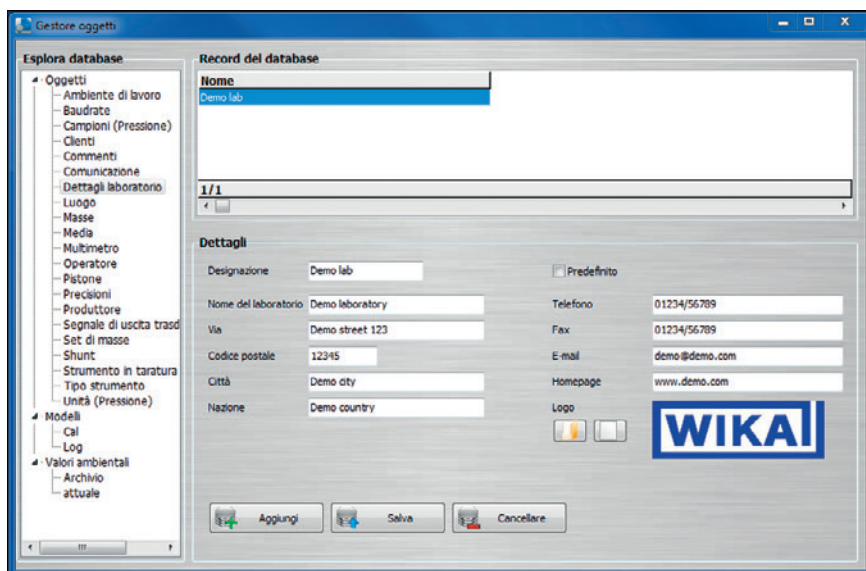 Gestore oggetti
Esplora database
Oggetti
Ambiente di lavoro
Baudrate
Campioni (Pressione)
Clienti
Commenti
Comunicazione
Dettagli laboratorio
Luogo
Masse
Media
Multimetro
Operatore
Pistone
Precisioni
Produttore
Segnale di uscita trasd
Set di masse
Shunt
Strumento in taratura
Tipo strumento
Unità (Pressione)
Modelli
Cal
Log
Valori ambientali
Archivio
attuale
Record del database
Nome
Demo lab
1/1
Dettagli
Designazione Demo lab Predefinito
Nome del laboratorio Demo laboratory Telefono 01234/56789
Via Demo street 123 Fax 01234/56789
Codice postale 12345 E-mail demo@demo.com
Città Demo city Homepage www.demo.com
Nazione Demo country Logo
WIKAI
Aggiungi Salva Cancellare